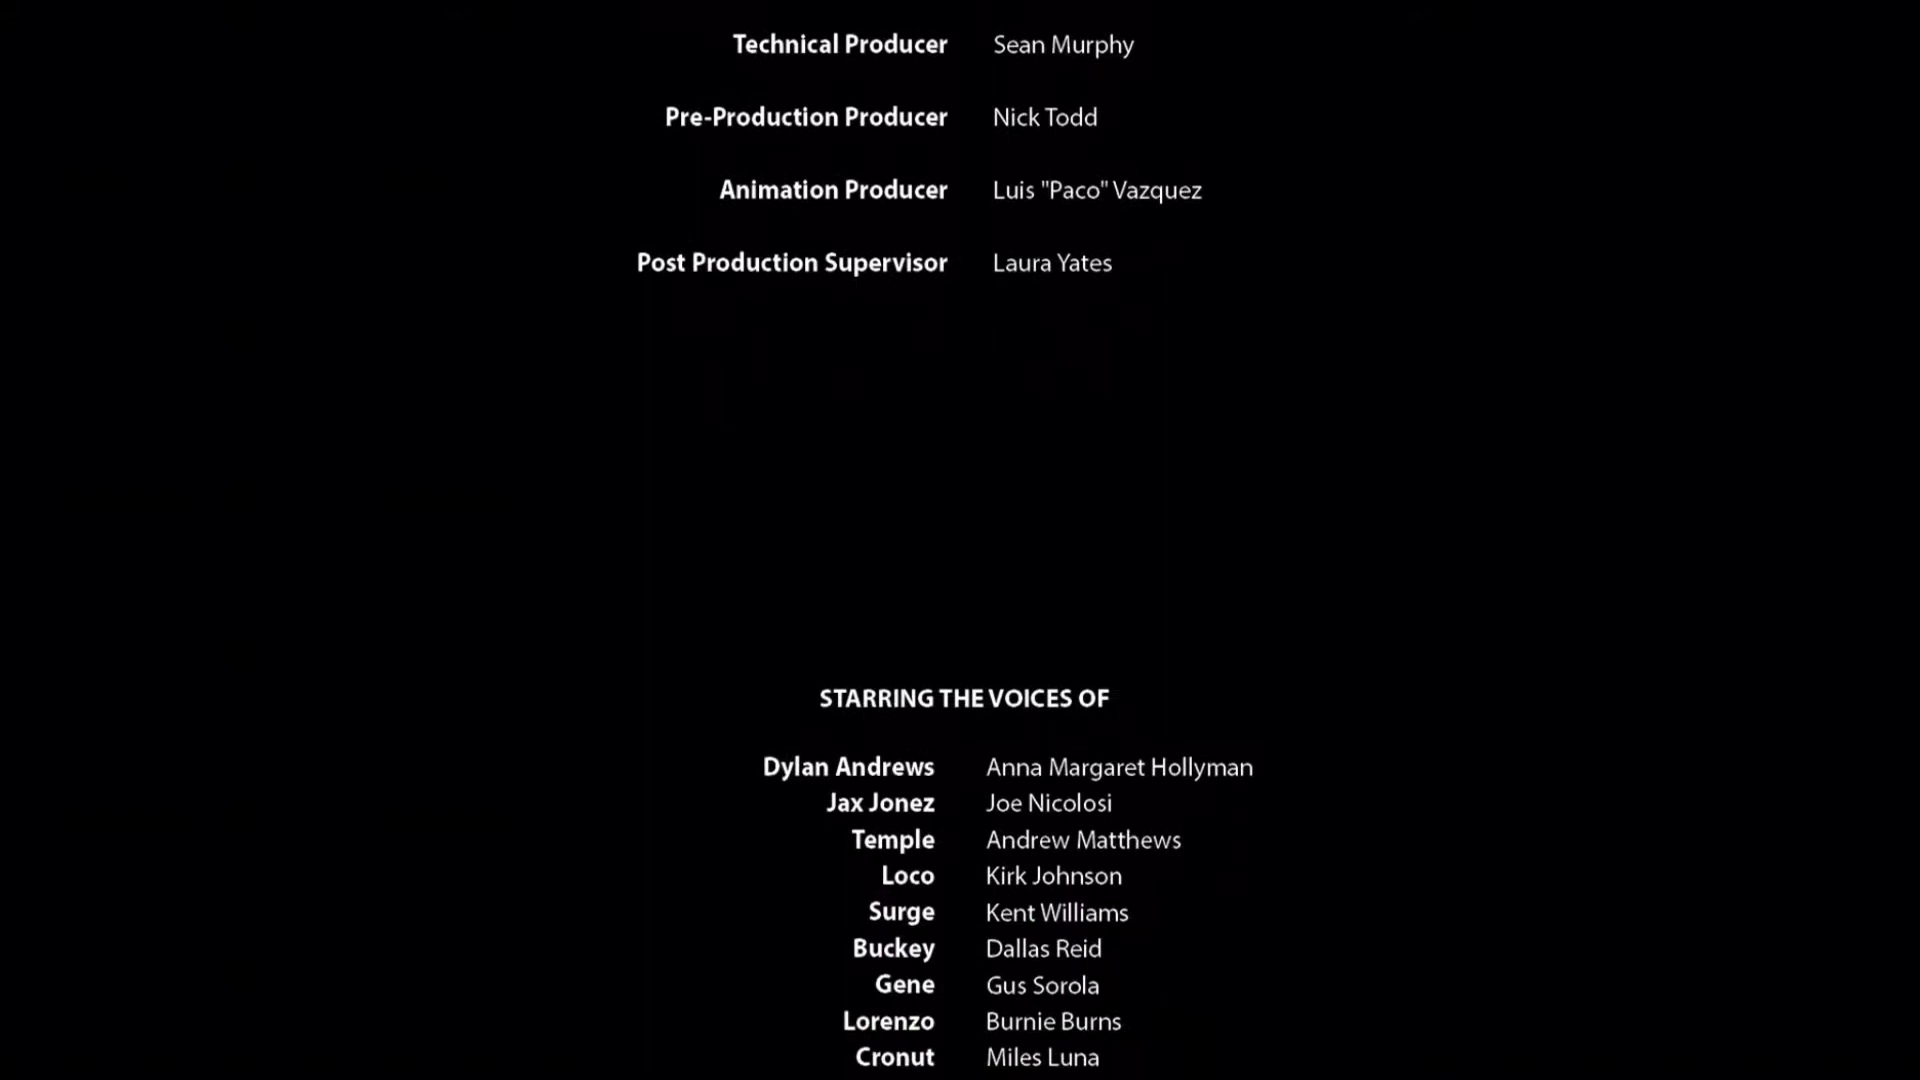 Technical Producer Sean Murphy
Pre-Production Producer Nick Todd
Animation Producer Luis "Paco" Vazquez
Post Production Supervisor Laura Yates
STARRING THE VOICES OF
Dylan Andrews Anna Margaret Hollyman
Jax Jonez Joe Nicolosi
Temple Andrew Matthews
Loco Kirk Johnson
Surge Kent Williams
Buckey Dallas Reid
Gene Gus Sorola
Lorenzo Burnie Burns
Cronut Miles Luna